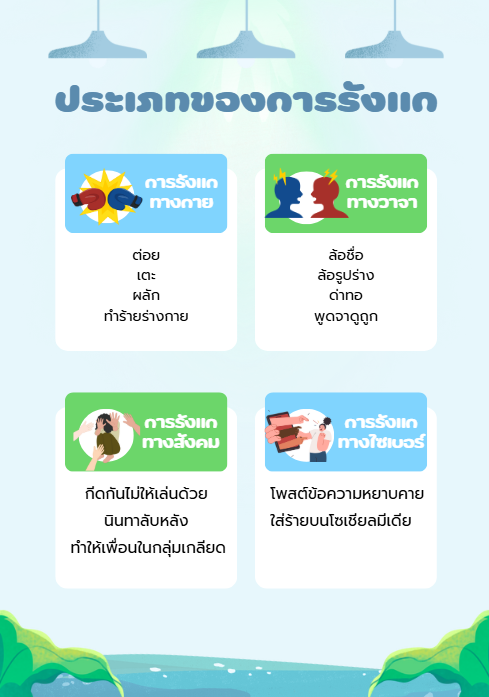 ประเภทของการรังแก
การรังแก
ทางกาย
ต่อย
เตะ
ผลัก
ทำร้ายร่างกาย
การรังแก
ทางวาจา
ล้อชื่อ
ล้อรูปร่าง
ด่าทอ
พูดจาดูถูก
การรังแก
ทางสังคม
กีดกันไม่ให้เล่นด้วย
นินทาลับหลัง
ทำให้เพื่อนในกลุ่มเกลียด
การรังแก
ทางไซเบอร์
โพสต์ข้อความหยาบคาย
ใส่ร้ายบนโซเชียลมีเดีย